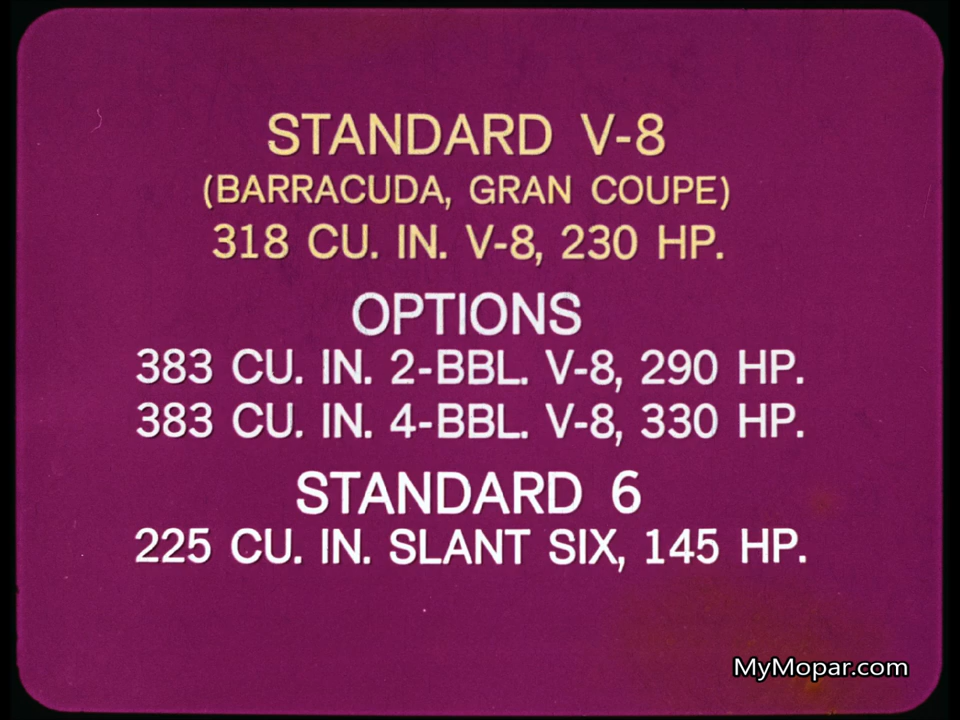 STANDARD V-8
(BARRACUDA, GRAN COUPE)
318 CU. IN. V-8, 230 HP.
OPTIONS
383 CU. IN. 2-BBL. V-8, 290 HP.
383 CU. IN. 4-BBL. V-8, 330 HP.
STANDARD 6
225 CU. IN. SLANT SIX, 145 HP.
MyMopar.com